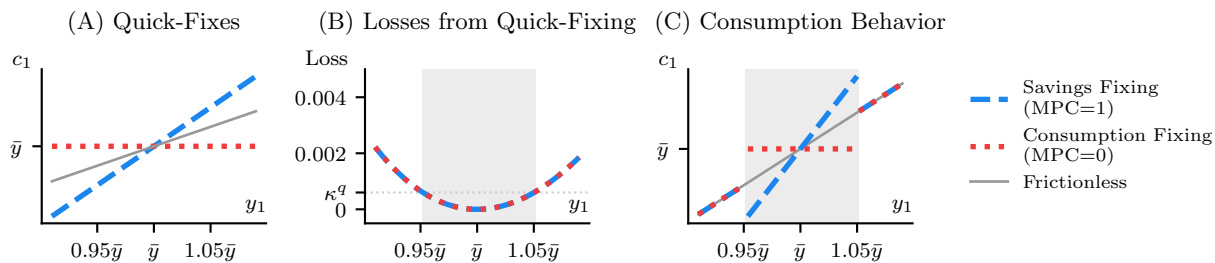 (A) Quick-Fixes
c₁
ȳ
y₁
0.95ȳ ȳ 1.05ȳ
(B) Losses from Quick-Fixing
Loss
0.004
0.002
κ^q
0
y₁
0.95ȳ ȳ 1.05ȳ
(C) Consumption Behavior
c₁
ȳ
y₁
0.95ȳ ȳ 1.05ȳ
Savings Fixing
(MPC=1)
Consumption Fixing
(MPC=0)
Frictionless